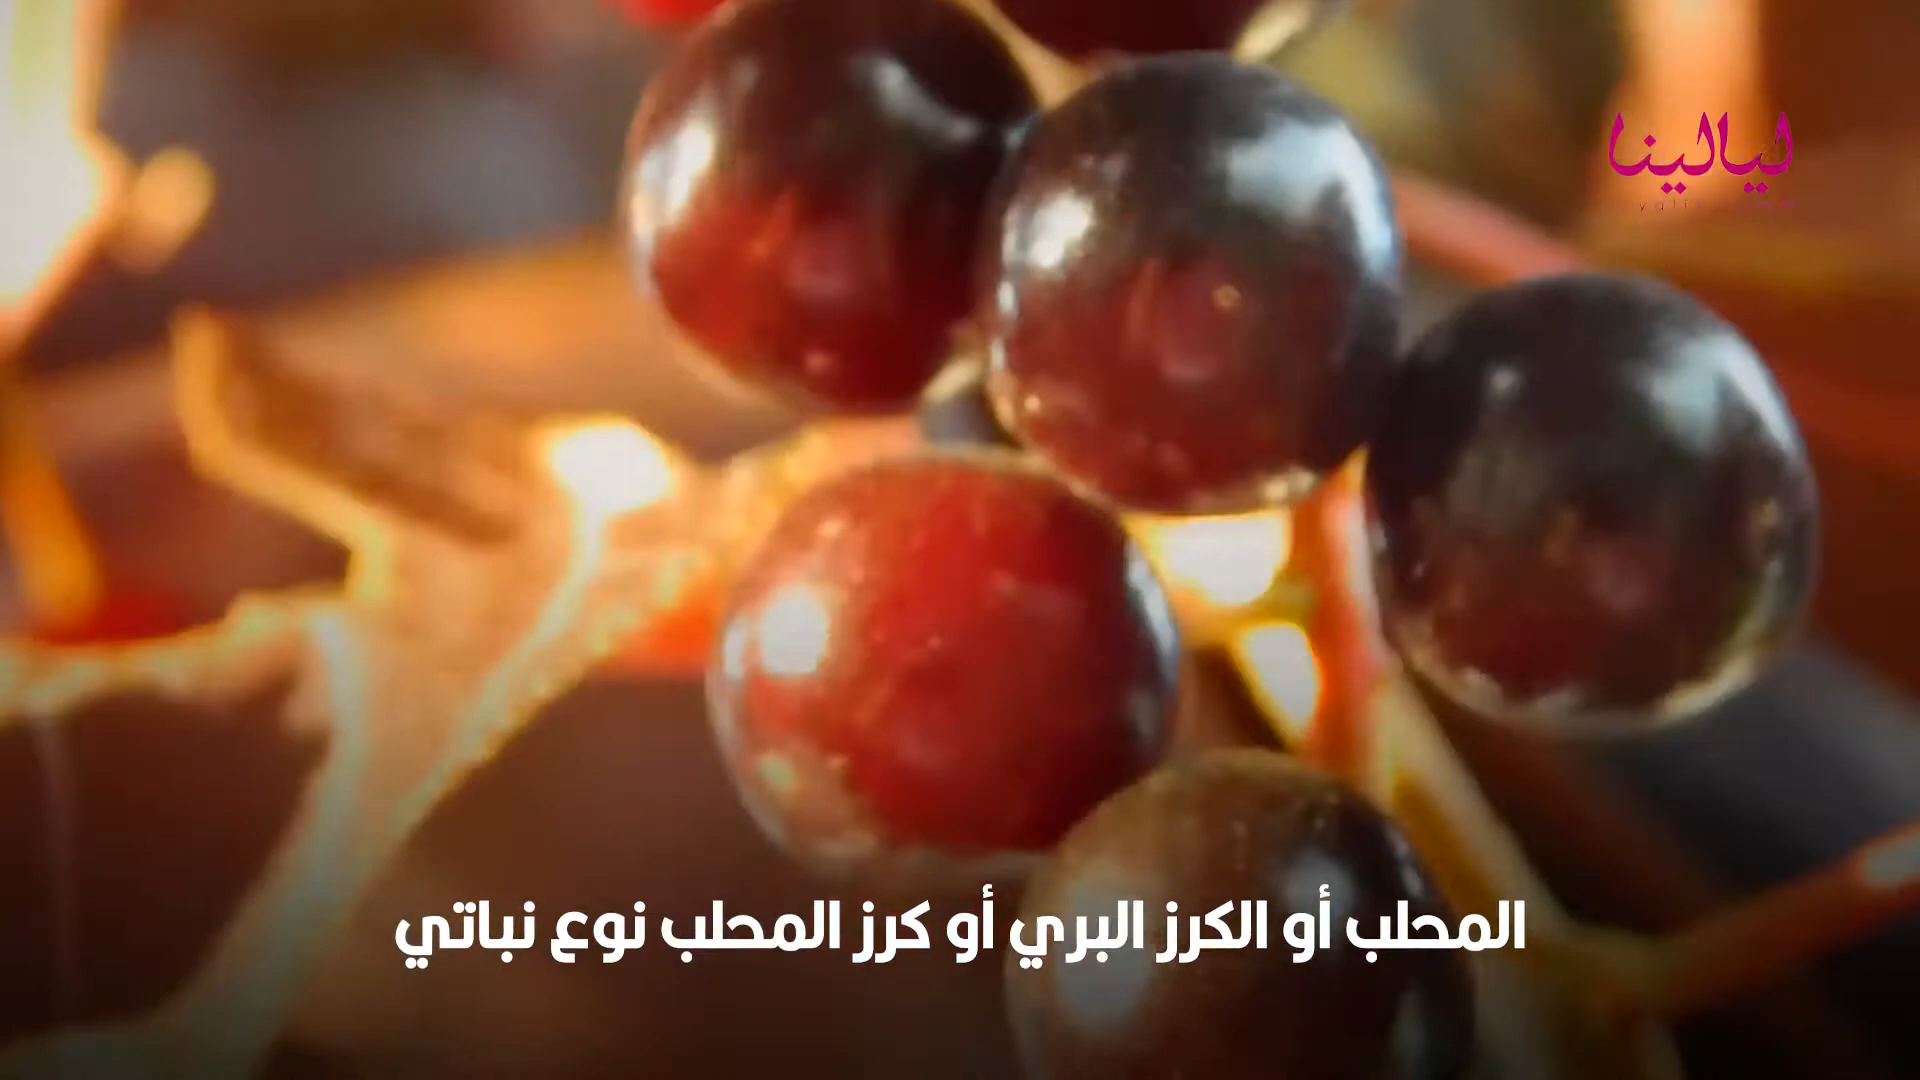 ليالينا
المحلب أو الكرز البري أو كرز المحلب نوع نباتي